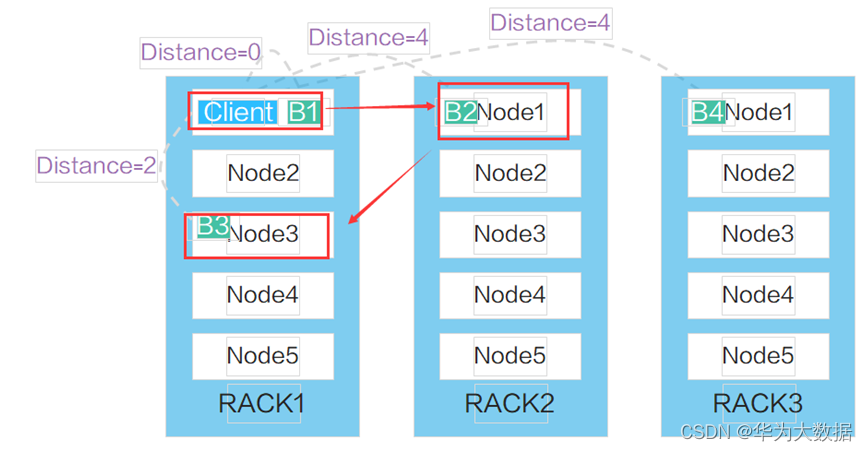 Distance=4
Distance=4
Distance=0
Client B1
B2 Node1
B4 Node1
Distance=2
Node2
Node2
Node2
B3 Node3
Node3
Node3
Node4
Node4
Node4
Node5
Node5
Node5
RACK1
RACK2
RACK3
CSDN @华为大数据